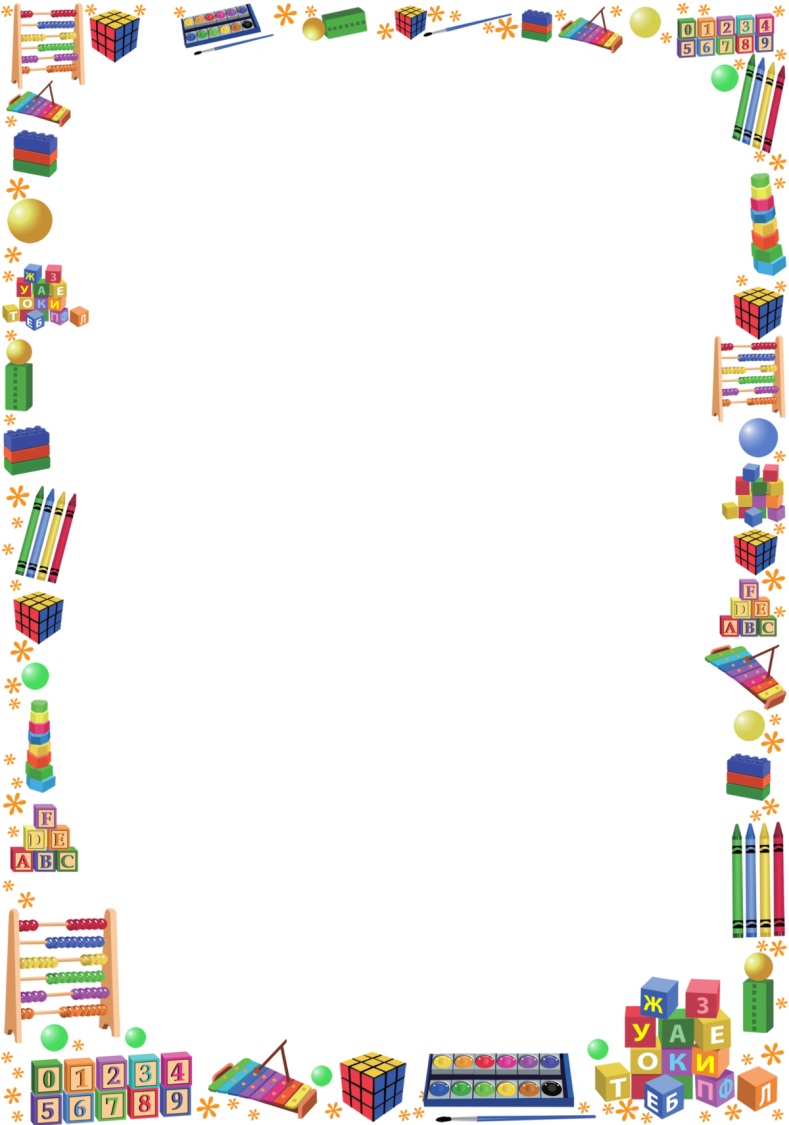 0 1 2 3 4
5 6 7 8 9
Ж З
У А Е
О К И
Т Е Б П Ф Л
F
D E
A B C
F
D E
A B C
Ж З
У А Е
Т О К И
Е Б П Ф Л
0 1 2 3 4
5 6 7 8 9